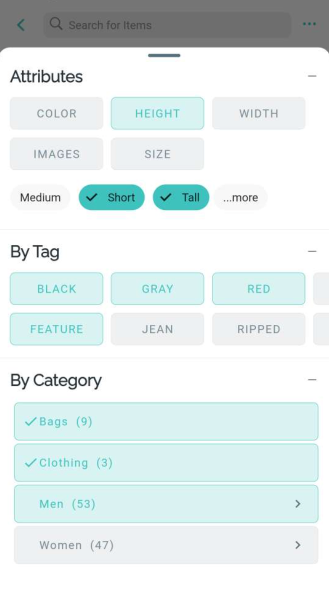 Search for Items
Attributes
COLOR HEIGHT WIDTH
IMAGES SIZE
Medium Short Tall ...more
By Tag
BLACK GRAY RED
FEATURE JEAN RIPPED
By Category
Bags (9)
Clothing (3)
Men (53)
Women (47)